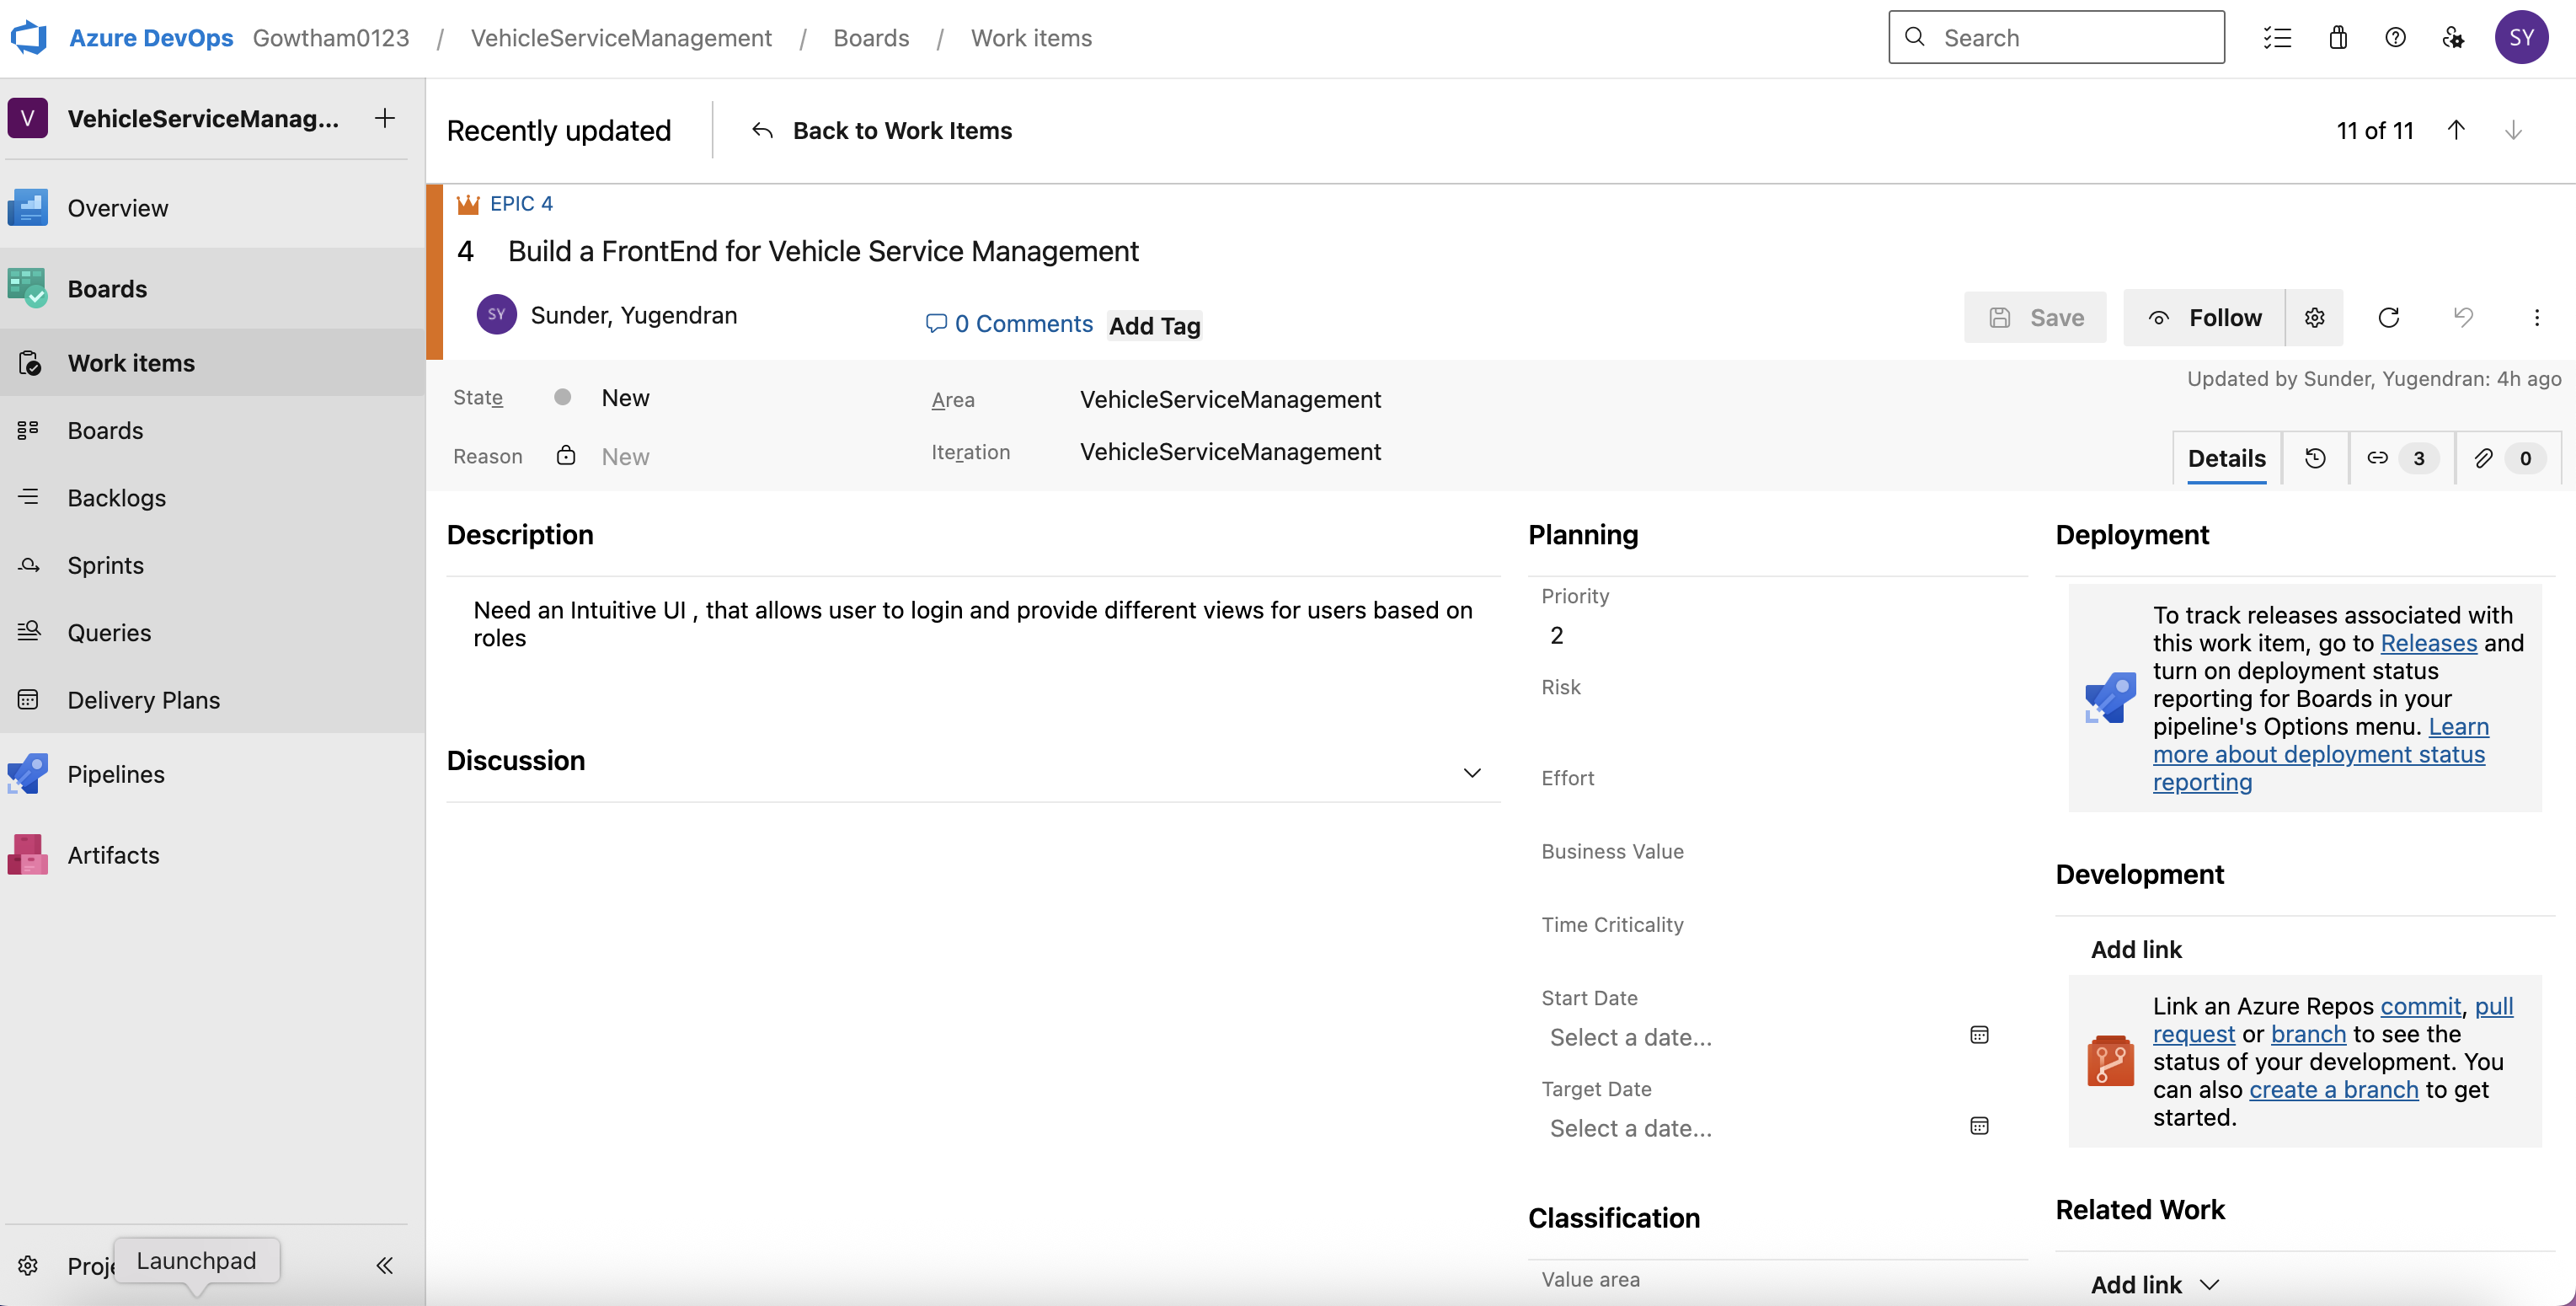 Azure DevOps Gowtham0123 / VehicleServiceManagement / Boards / Work items
Search
SY
V VehicleServiceManag...
Overview
Boards
Work items
Boards
Backlogs
Sprints
Queries
Delivery Plans
Pipelines
Artifacts
Proje
Launchpad
Recently updated
Back to Work Items
11 of 11
EPIC 4
4 Build a FrontEnd for Vehicle Service Management
SY Sunder, Yugendran
0 Comments
Add Tag
Save
Follow
State New
Reason New
Area VehicleServiceManagement
Iteration VehicleServiceManagement
Updated by Sunder, Yugendran: 4h ago
Details 3 0
Description
Need an Intuitive UI , that allows user to login and provide different views for users based on
roles
Discussion
Planning
Priority
2
Risk
Effort
Business Value
Time Criticality
Start Date
Select a date...
Target Date
Select a date...
Classification
Value area
Deployment
To track releases associated with
this work item, go to Releases and
turn on deployment status
reporting for Boards in your
pipeline's Options menu. Learn
more about deployment status
reporting
Development
Add link
Link an Azure Repos commit, pull
request or branch to see the
status of your development. You
can also create a branch to get
started.
Related Work
Add link